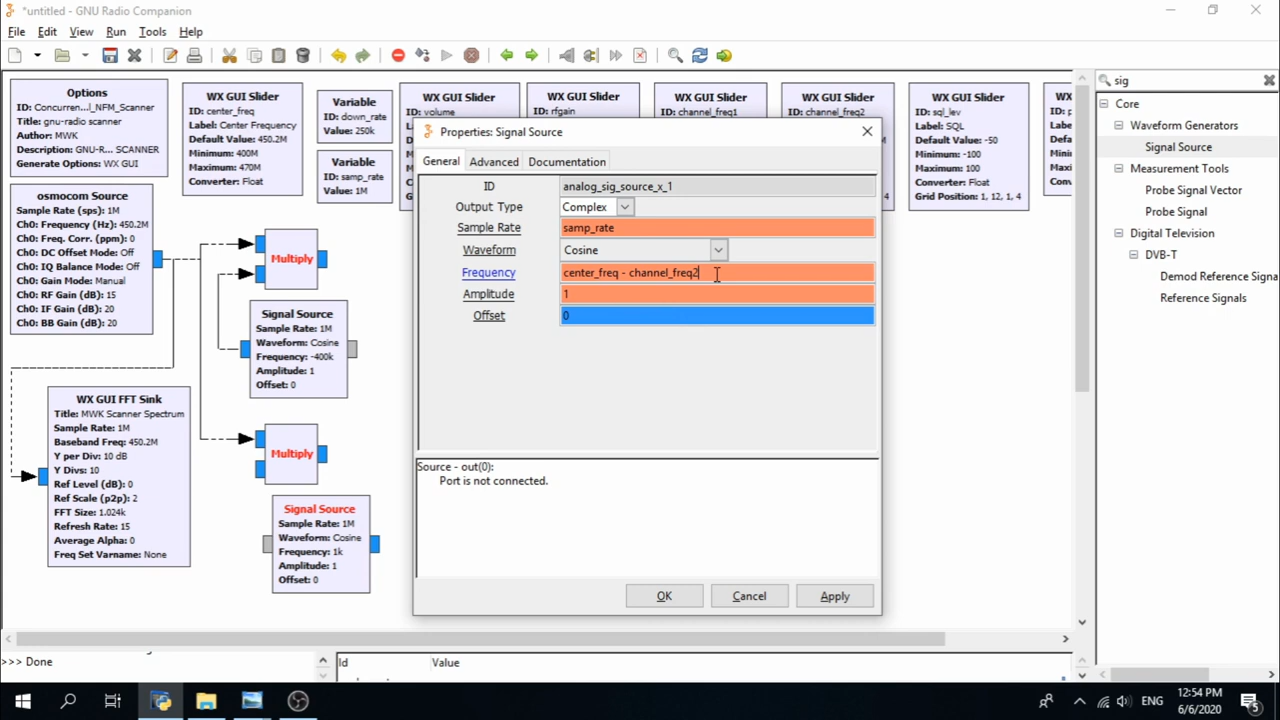 *untitled - GNU Radio Companion
File Edit View Run Tools Help
Options
ID: Concurren...l_NFM_Scanner
Title: gnu-radio scanner
Author: MWK
Description: GNU-R... SCANNER
Generate Options: WX GUI
WX GUI Slider
ID: center_freq
Label: Center Frequency
Default Value: 450.2M
Minimum: 400M
Maximum: 470M
Converter: Float
Variable
ID: down_rate
Value: 250k
Variable
ID: samp_rate
Value: 1M
WX GUI Slider
ID: volume
WX GUI Slider
ID: rfgain
WX GUI Slider
ID: channel_freq1
WX GUI Slider
ID: channel_freq2
WX GUI Slider
ID: sql_lev
Label: SQL
Default Value: -50
Minimum: -100
Maximum: 100
Converter: Float
Grid Position: 1, 12, 1, 4
osmocom Source
Sample Rate (sps): 1M
Ch0: Frequency (Hz): 450.2M
Ch0: Freq. Corr. (ppm): 0
Ch0: DC Offset Mode: Off
Ch0: IQ Balance Mode: Off
Ch0: Gain Mode: Manual
Ch0: RF Gain (dB): 15
Ch0: IF Gain (dB): 20
Ch0: BB Gain (dB): 20
Multiply
Signal Source
Sample Rate: 1M
Waveform: Cosine
Frequency: -400k
Amplitude: 1
Offset: 0
WX GUI FFT Sink
Title: MWK Scanner Spectrum
Sample Rate: 1M
Baseband Freq: 450.2M
Y per Div: 10 dB
Y Divs: 10
Ref Level (dB): 0
Ref Scale (p2p): 2
FFT Size: 1.024k
Refresh Rate: 15
Average Alpha: 0
Freq Set Varname: None
Multiply
Signal Source
Sample Rate: 1M
Waveform: Cosine
Frequency: 1k
Amplitude: 1
Offset: 0
Properties: Signal Source
General Advanced Documentation
ID analog_sig_source_x_1
Output Type Complex
Sample Rate samp_rate
Waveform Cosine
Frequency center_freq - channel_freq2
Amplitude 1
Offset 0
Source - out(0):
Port is not connected.
OK Cancel Apply
sig
Core
Waveform Generators
Signal Source
Measurement Tools
Probe Signal Vector
Probe Signal
Digital Television
DVB-T
Demod Reference Signa
Reference Signals
>>> Done
Id Value
ENG
12:54 PM
6/6/2020
5